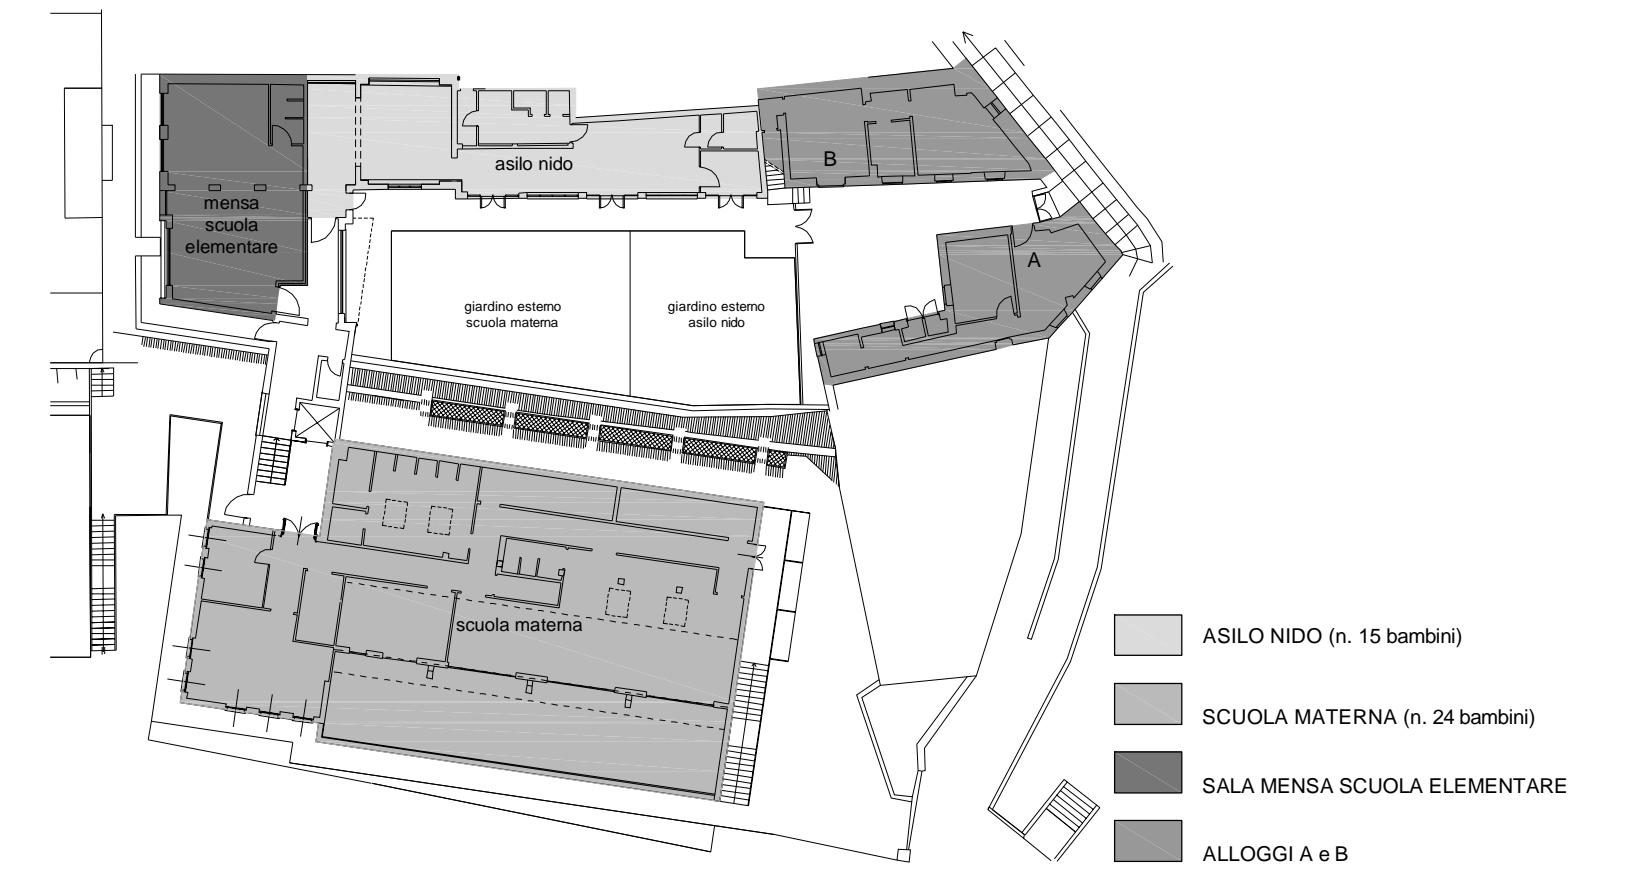 asilo nido
B
mensa
scuola
elementare
A
giardino esterno
scuola materna
giardino esterno
asilo nido
scuola materna
ASILO NIDO (n. 15 bambini)
SCUOLA MATERNA (n. 24 bambini)
SALA MENSA SCUOLA ELEMENTARE
ALLOGGI A e B